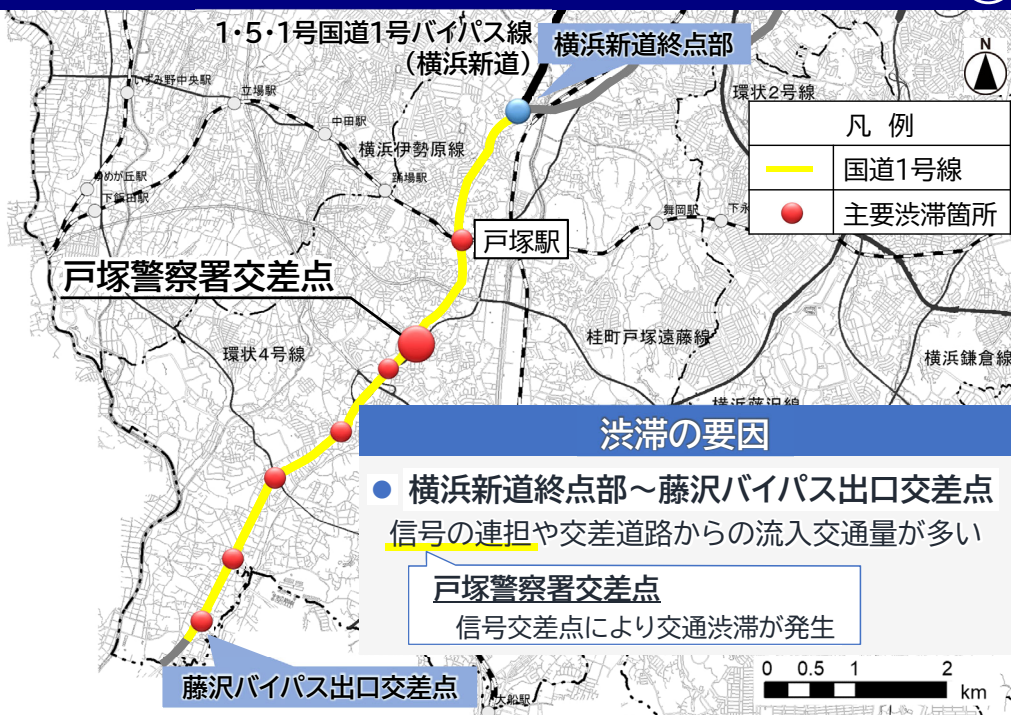 1・5・1号国道1号バイパス線
(横浜新道)
横浜新道終点部
N
環状2号線
凡 例
国道1号線
主要渋滞箇所
いずみ野中央駅
立場駅
中田駅
横浜伊勢原線
踊場駅
ゆめが丘駅
下飯田駅
舞岡駅
下永
戸塚駅
戸塚警察署交差点
環状4号線
桂町戸塚遠藤線
横浜鎌倉線
横浜藤沢線
渋滞の要因
● 横浜新道終点部～藤沢バイパス出口交差点
信号の連担や交差道路からの流入交通量が多い
戸塚警察署交差点
信号交差点により交通渋滞が発生
藤沢バイパス出口交差点
大船駅
0 0.5 1 2
km